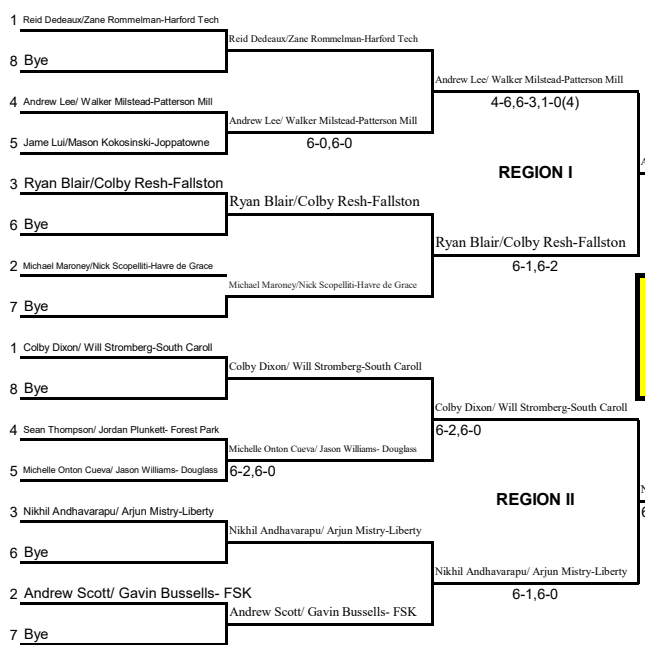 1 Reid Dedeaux/Zane Rommelman-Harford Tech
Reid Dedeaux/Zane Rommelman-Harford Tech
8 Bye
Andrew Lee/ Walker Milstead-Patterson Mill
4-6,6-3,1-0(4)
4 Andrew Lee/ Walker Milstead-Patterson Mill
Andrew Lee/ Walker Milstead-Patterson Mill
6-0,6-0
5 Jame Lui/Mason Kokosinski-Joppatowne
REGION I
3 Ryan Blair/Colby Resh-Fallston
Ryan Blair/Colby Resh-Fallston
6 Bye
Ryan Blair/Colby Resh-Fallston
6-1,6-2
2 Michael Maroney/Nick Scopelliti-Havre de Grace
Michael Maroney/Nick Scopelliti-Havre de Grace
7 Bye
1 Colby Dixon/ Will Stromberg-South Caroll
Colby Dixon/ Will Stromberg-South Caroll
8 Bye
Colby Dixon/ Will Stromberg-South Caroll
6-2,6-0
4 Sean Thompson/ Jordan Plunkett- Forest Park
Michelle Onton Cueva/ Jason Williams- Douglass
5 Michelle Onton Cueva/ Jason Williams- Douglass
6-2,6-0
REGION II
3 Nikhil Andhavarapu/ Arjun Mistry-Liberty
Nikhil Andhavarapu/ Arjun Mistry-Liberty
6 Bye
Nikhil Andhavarapu/ Arjun Mistry-Liberty
6-1,6-0
2 Andrew Scott/ Gavin Bussells- FSK
Andrew Scott/ Gavin Bussells- FSK
7 Bye